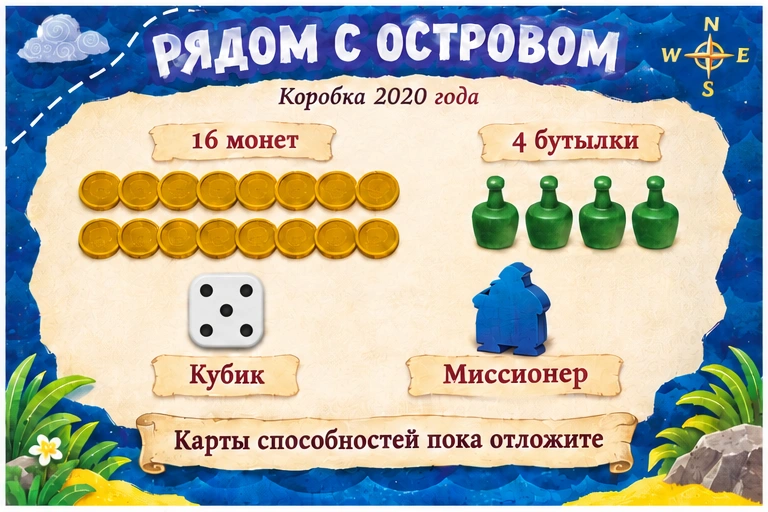 РЯДОМ С ОСТРОВОМ
N
W E
S
Коробка 2020 года
16 монет
4 бутылки
Кубик
Миссионер
Карты способностей пока отложите